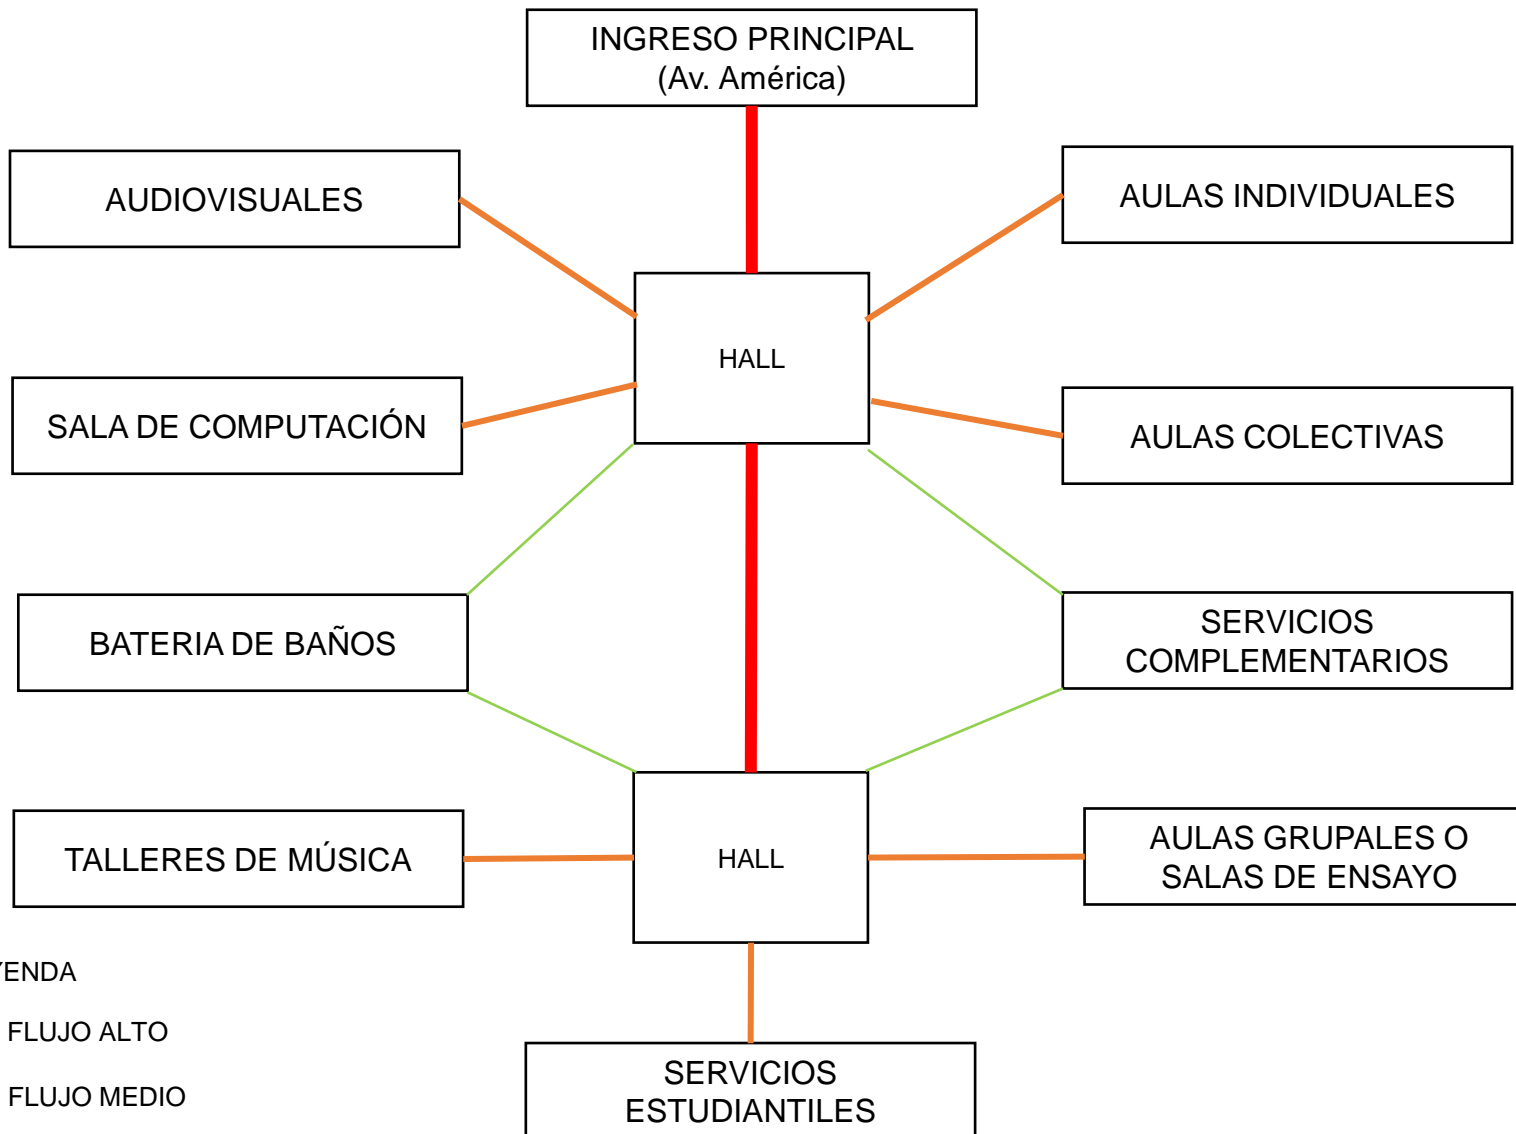 INGRESO PRINCIPAL
(Av. América)
AUDIOVISUALES
AULAS INDIVIDUALES
HALL
SALA DE COMPUTACIÓN
AULAS COLECTIVAS
BATERIA DE BAÑOS
SERVICIOS
COMPLEMENTARIOS
TALLERES DE MÚSICA
HALL
AULAS GRUPALES O
SALAS DE ENSAYO
YENDA
FLUJO ALTO
FLUJO MEDIO
SERVICIOS
ESTUDIANTILES